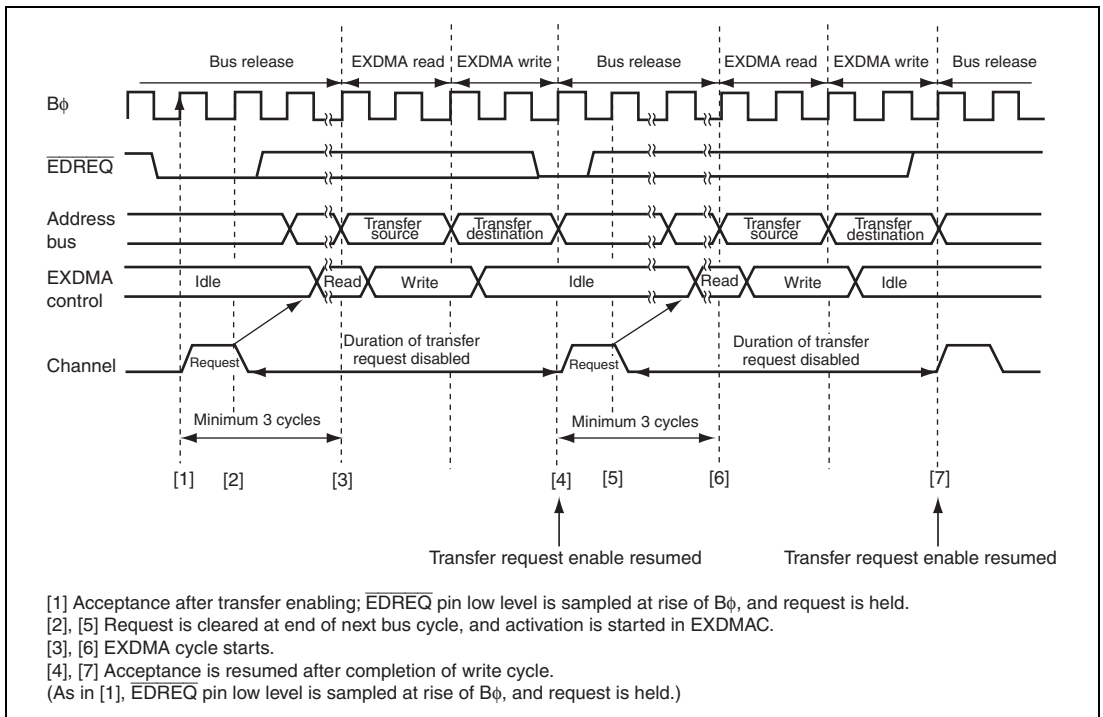 Bus release EXDMA read EXDMA write Bus release EXDMA read EXDMA write Bus release
Bφ
EDREQ
Address bus
Transfer source Transfer destination Transfer source Transfer destination
EXDMA control
Idle Read Write Idle Read Write Idle
Channel
Request
Duration of transfer request disabled
Request
Duration of transfer request disabled
Minimum 3 cycles Minimum 3 cycles
[1] [2] [3] [4] [5] [6] [7]
Transfer request enable resumed Transfer request enable resumed
[1] Acceptance after transfer enabling; EDREQ pin low level is sampled at rise of Bφ, and request is held.
[2], [5] Request is cleared at end of next bus cycle, and activation is started in EXDMAC.
[3], [6] EXDMA cycle starts.
[4], [7] Acceptance is resumed after completion of write cycle.
(As in [1], EDREQ pin low level is sampled at rise of Bφ, and request is held.)